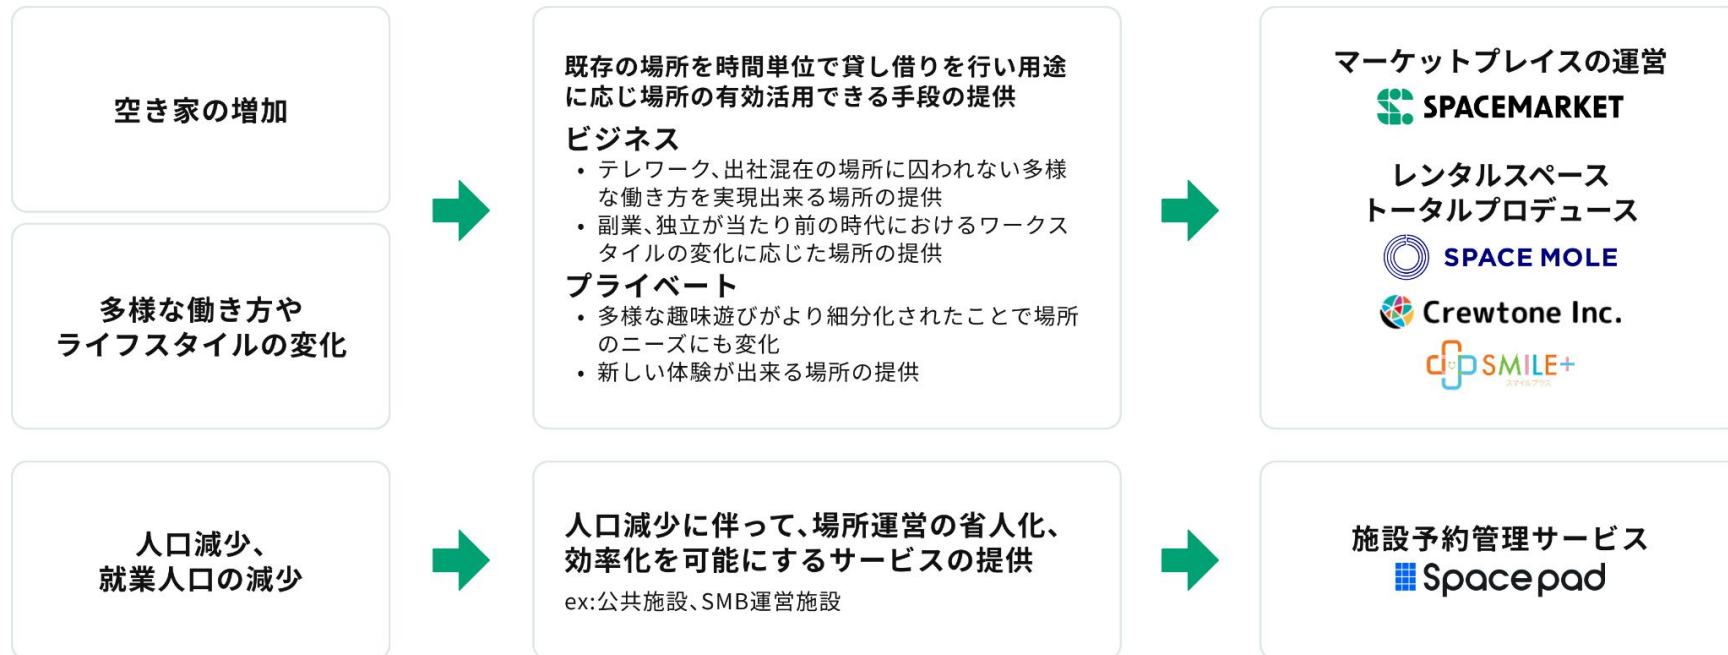 空き家の増加
多様な働き方や
ライフスタイルの変化
既存の場所を時間単位で貸し借りを行い用途
に応じ場所の有効活用できる手段の提供
ビジネス
• テレワーク、出社混在の場所に囚われない多様
な働き方を実現出来る場所の提供
• 副業、独立が当たり前の時代におけるワークス
タイルの変化に応じた場所の提供
プライベート
• 多様な趣味遊びがより細分化されたことで場所
のニーズにも変化
• 新しい体験が出来る場所の提供
マーケットプレイスの運営
SPACEMARKET
レンタルスペース
トータルプロデュース
SPACE MOLE
Crewtone Inc.
SMILE+
スマイルプラス
人口減少、
就業人口の減少
人口減少に伴って、場所運営の省人化、
効率化を可能にするサービスの提供
ex:公共施設、SMB運営施設
施設予約管理サービス
Spacepad